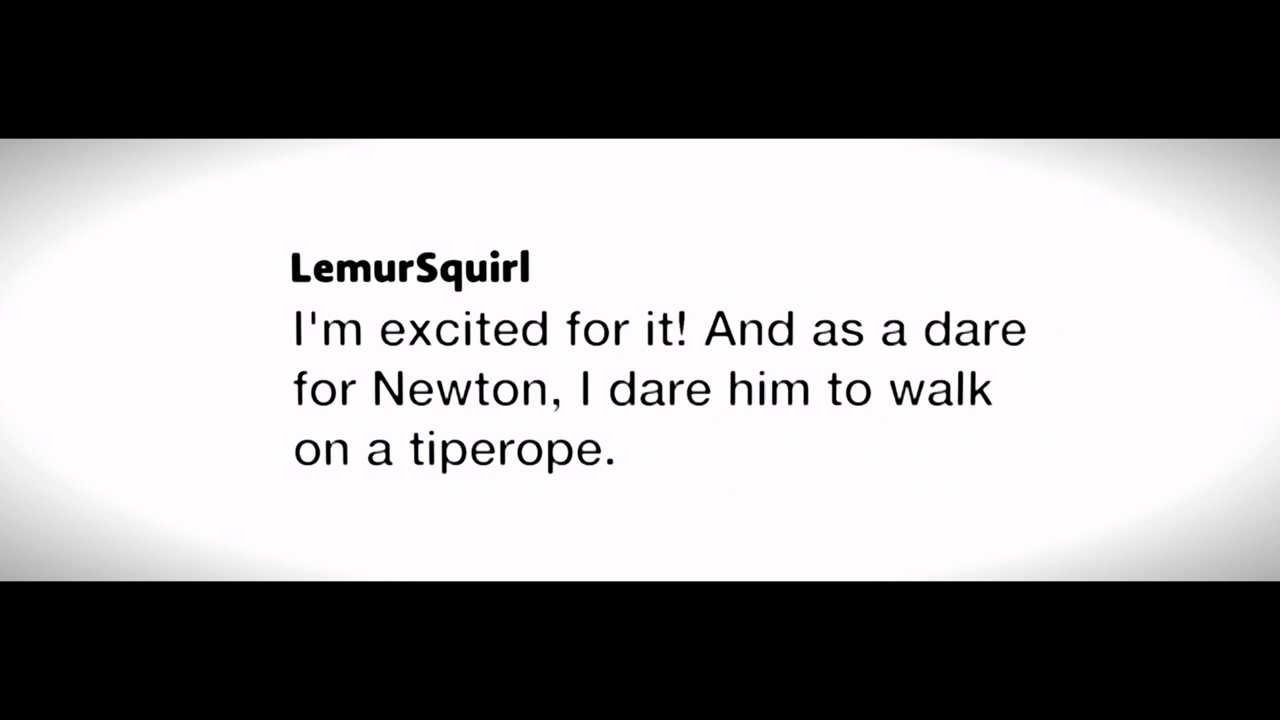 LemurSquirl
I'm excited for it! And as a dare
for Newton, I dare him to walk
on a tiperope.